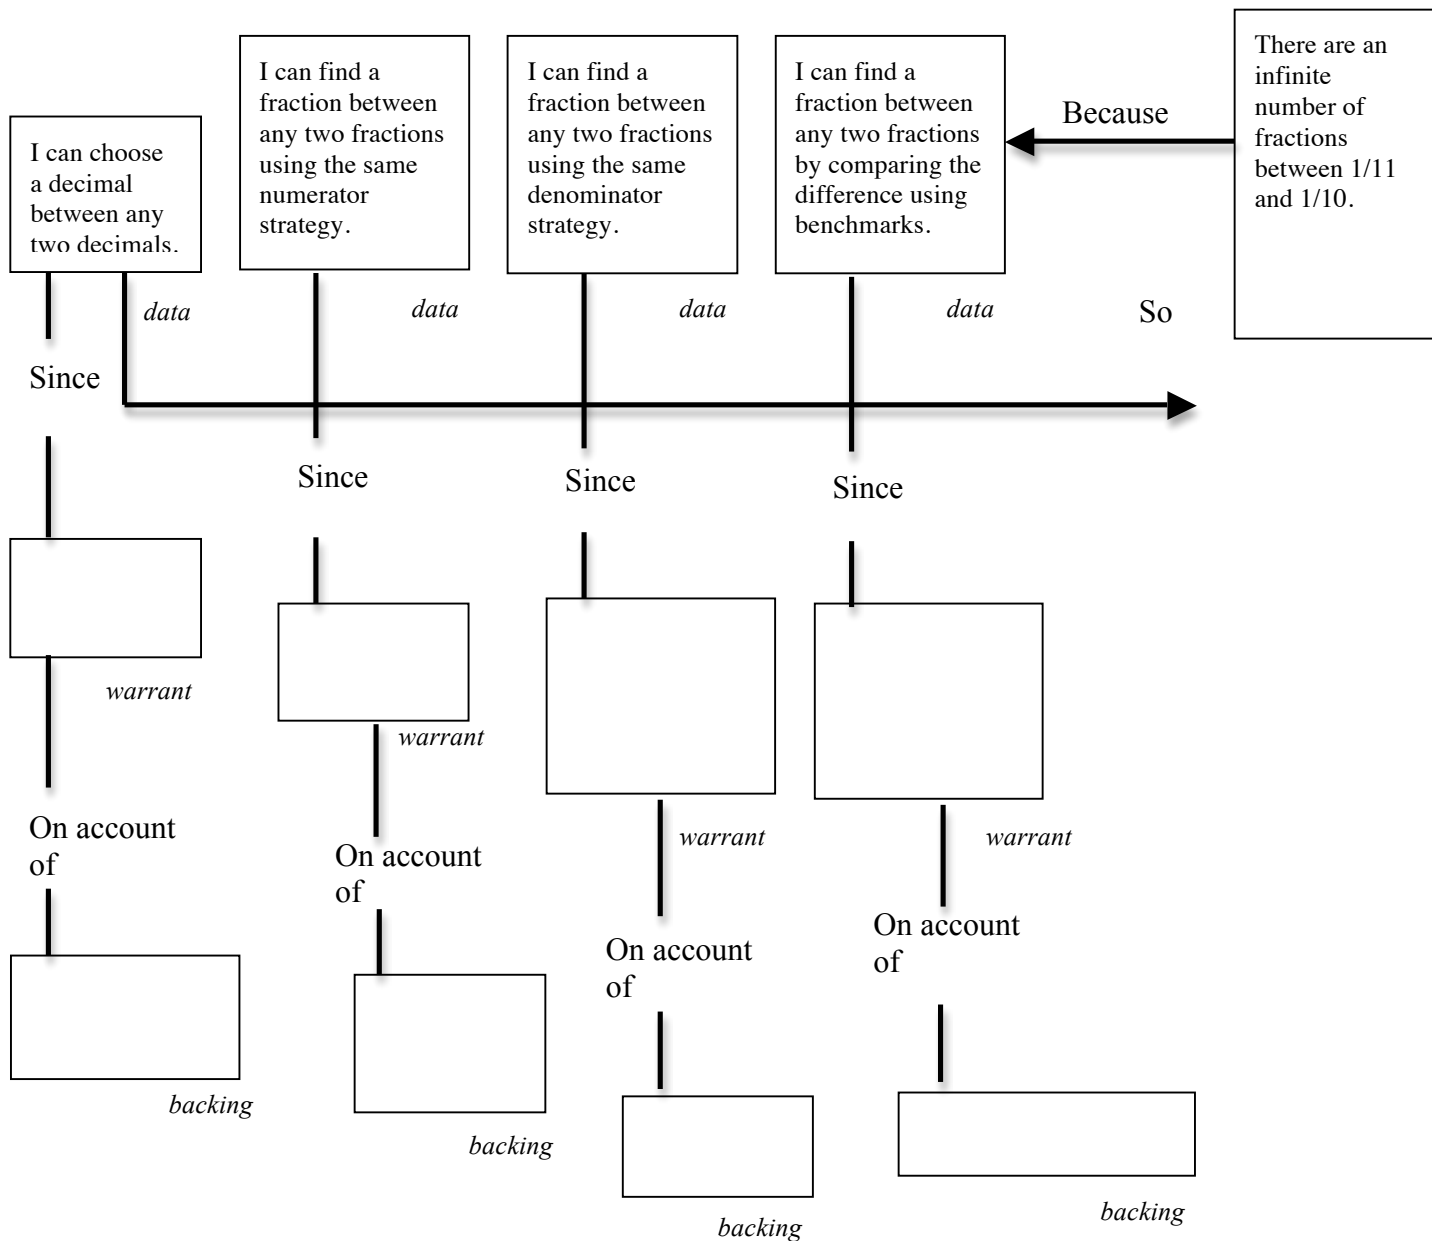 I can choose
a decimal
between any
two decimals.
data
I can find a
fraction between
any two fractions
using the same
numerator
strategy.
data
I can find a
fraction between
any two fractions
using the same
denominator
strategy.
data
I can find a
fraction between
any two fractions
by comparing the
difference using
benchmarks.
data
Because
There are an
infinite
number of
fractions
between 1/11
and 1/10.
So
Since
Since
Since
Since
warrant
warrant
warrant
warrant
On account
of
On account
of
On account
of
On account
of
backing
backing
backing
backing